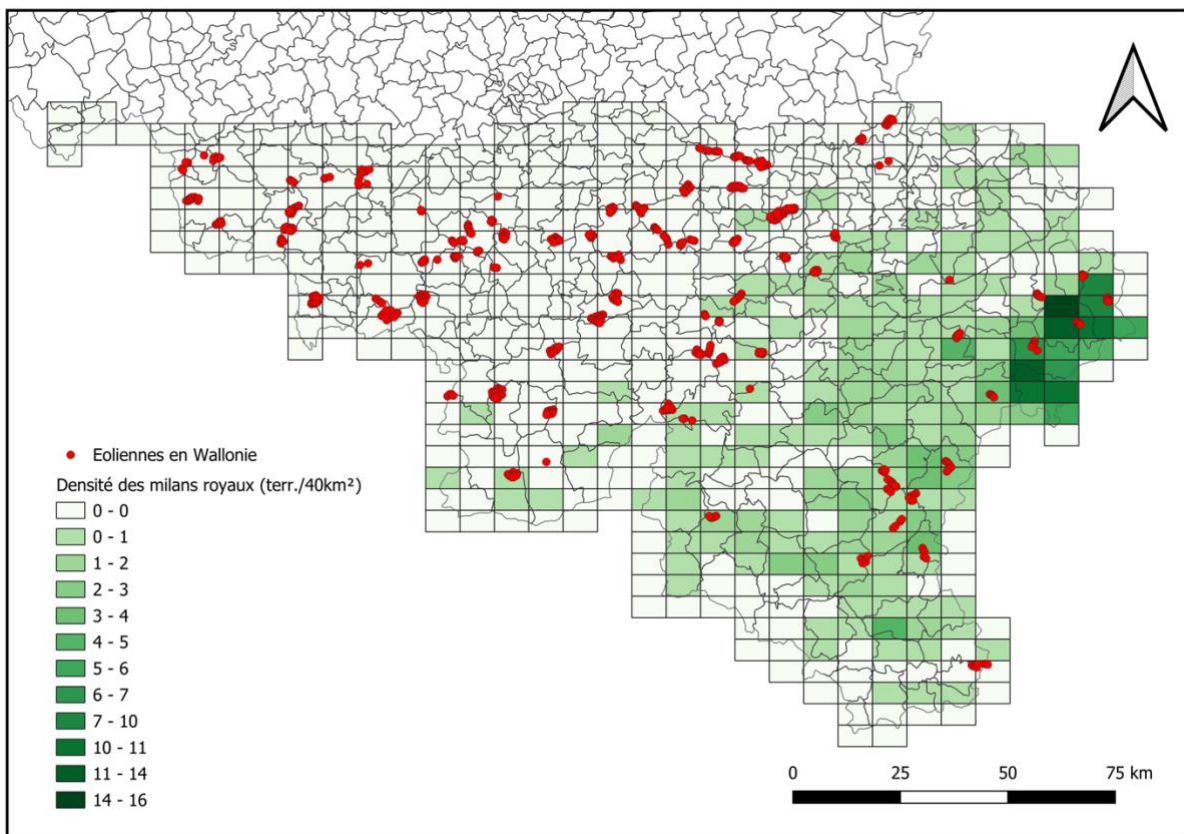 Eoliennes en Wallonie
Densité des milans royaux (terr./40km²)
0 - 0
0 - 1
1 - 2
2 - 3
3 - 4
4 - 5
5 - 6
6 - 7
7 - 10
10 - 11
11 - 14
14 - 16
0 25 50 75 km